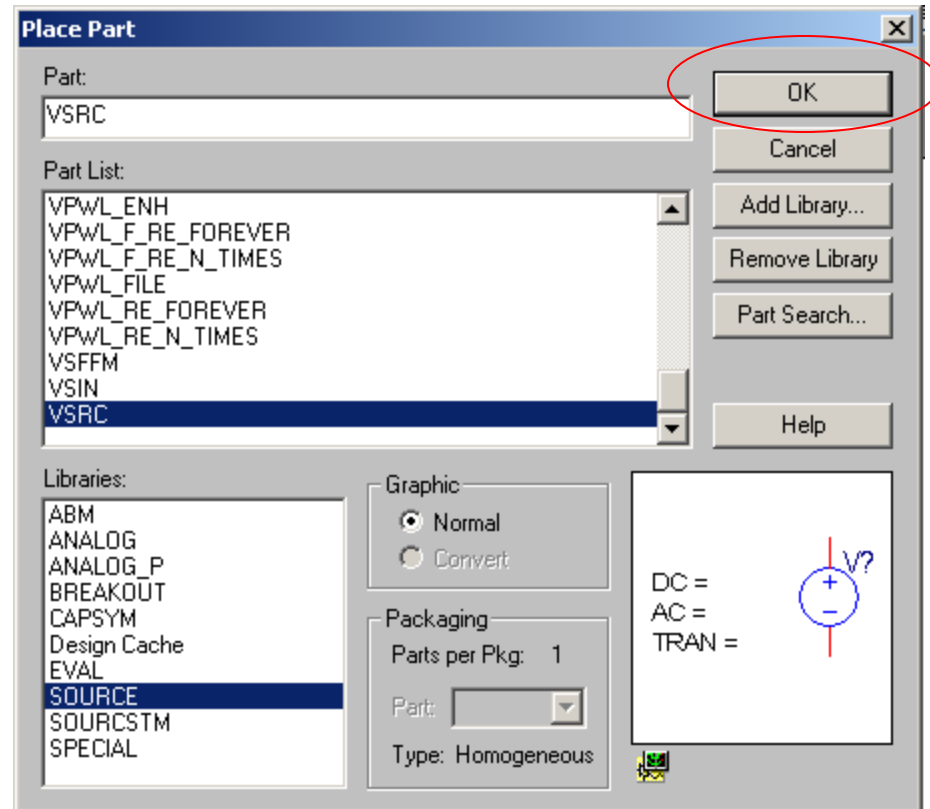 Place Part
Part:
VSRC
OK
Cancel
Part List:
VPWL_ENH
VPWL_F_RE_FOREVER
VPWL_F_RE_N_TIMES
VPWL_FILE
VPWL_RE_FOREVER
VPWL_RE_N_TIMES
VSFFM
VSIN
VSRC
Add Library...
Remove Library
Part Search...
Help
Libraries:
ABM
ANALOG
ANALOG_P
BREAKOUT
CAPSYM
Design Cache
EVAL
SOURCE
SOURCSTM
SPECIAL
Graphic
Normal
Convert
Packaging
Parts per Pkg: 1
Part:
Type: Homogeneous
V?
DC =
AC =
TRAN =
+
−